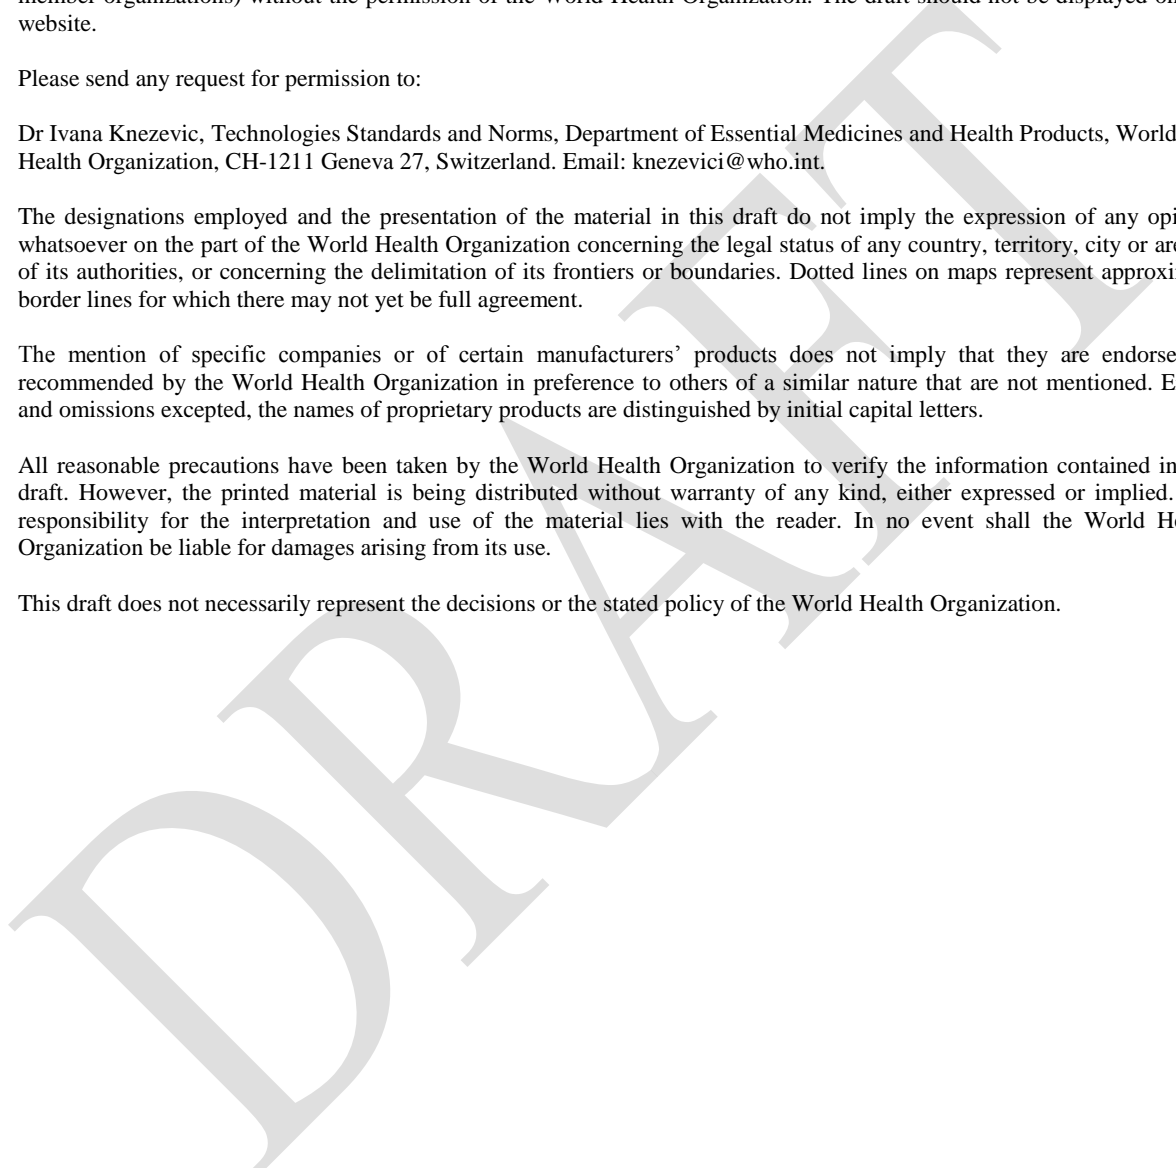 member organizations) without the permission of the World Health Organization. The draft should not be displayed on
website.
Please send any request for permission to:
Dr Ivana Knezevic, Technologies Standards and Norms, Department of Essential Medicines and Health Products, World
Health Organization, CH-1211 Geneva 27, Switzerland. Email: knezevici@who.int.
The designations employed and the presentation of the material in this draft do not imply the expression of any opi
whatsoever on the part of the World Health Organization concerning the legal status of any country, territory, city or are
of its authorities, or concerning the delimitation of its frontiers or boundaries. Dotted lines on maps represent approxi
border lines for which there may not yet be full agreement.
The mention of specific companies or of certain manufacturers’ products does not imply that they are endorse
recommended by the World Health Organization in preference to others of a similar nature that are not mentioned. E
and omissions excepted, the names of proprietary products are distinguished by initial capital letters.
All reasonable precautions have been taken by the World Health Organization to verify the information contained in
draft. However, the printed material is being distributed without warranty of any kind, either expressed or implied.
responsibility for the interpretation and use of the material lies with the reader. In no event shall the World He
Organization be liable for damages arising from its use.
This draft does not necessarily represent the decisions or the stated policy of the World Health Organization.
DRAFT